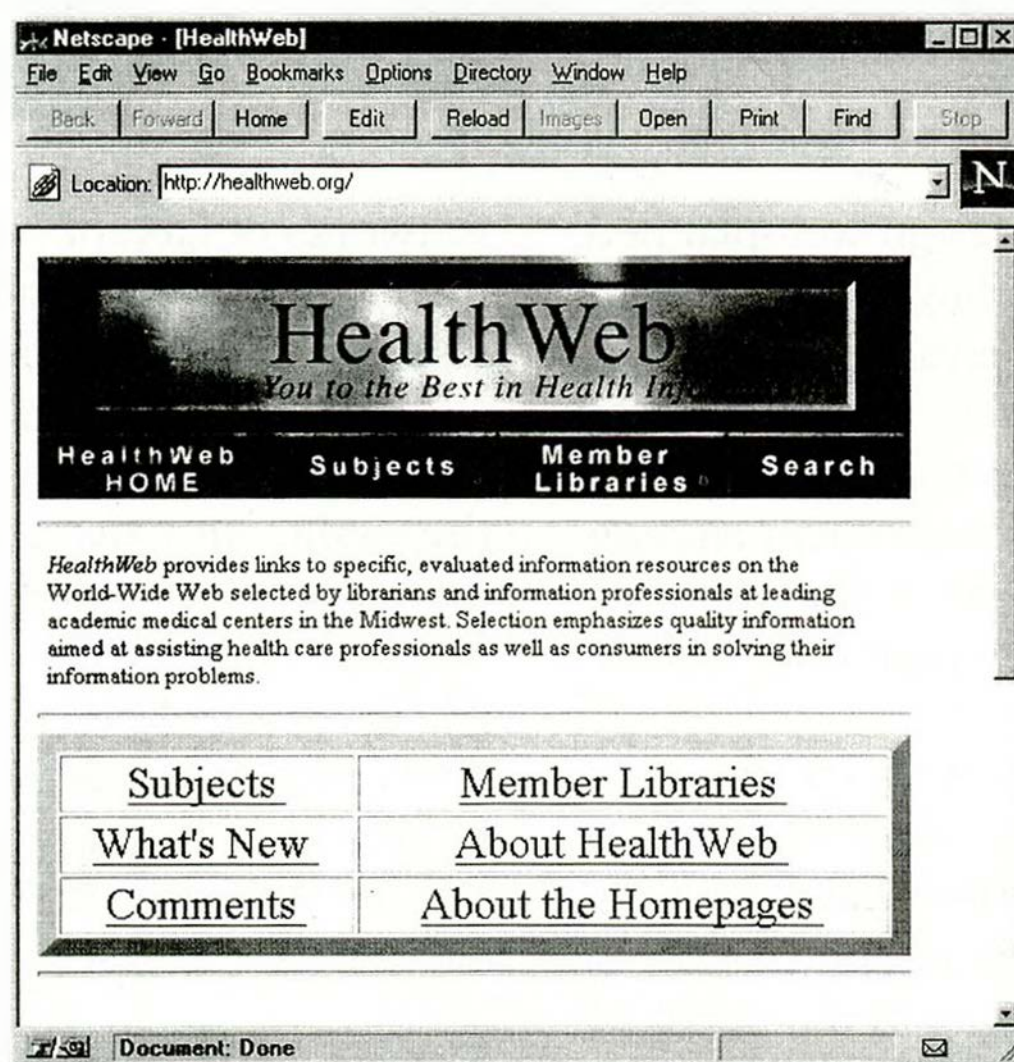 Netscape - [HealthWeb]
File Edit View Go Bookmarks Options Directory Window Help
Back Forward Home Edit Reload Images Open Print Find Stop
Location: http://healthweb.org/
N
HealthWeb
You to the Best in Health
HealthWeb HOME Subjects Member Libraries Search
HealthWeb provides links to specific, evaluated information resources on the
World-Wide Web selected by librarians and information professionals at leading
academic medical centers in the Midwest. Selection emphasizes quality information
aimed at assisting health care professionals as well as consumers in solving their
information problems.
Subjects Member Libraries
What's New About HealthWeb
Comments About the Homepages
Document: Done